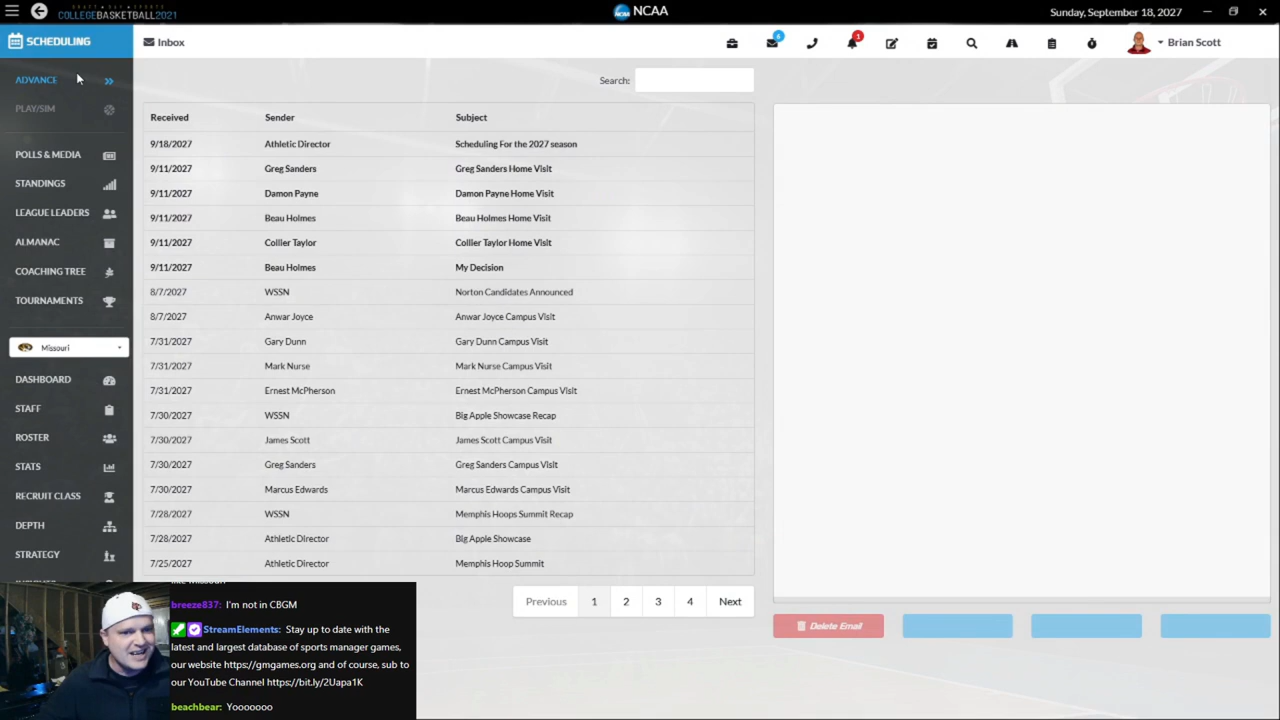 DRAFT DAY SPORTS
COLLEGEBASKETBALL2021
NCAA
Sunday, September 18, 2027
SCHEDULING
Inbox
6
1
Brian Scott
ADVANCE
PLAY/SIM
POLLS & MEDIA
STANDINGS
LEAGUE LEADERS
ALMANAC
COACHING TREE
TOURNAMENTS
Missouri
DASHBOARD
STAFF
ROSTER
STATS
RECRUIT CLASS
DEPTH
STRATEGY
Search:
Received Sender Subject
9/18/2027 Athletic Director Scheduling For the 2027 season
9/11/2027 Greg Sanders Greg Sanders Home Visit
9/11/2027 Damon Payne Damon Payne Home Visit
9/11/2027 Beau Holmes Beau Holmes Home Visit
9/11/2027 Collier Taylor Collier Taylor Home Visit
9/11/2027 Beau Holmes My Decision
8/7/2027 WSSN Norton Candidates Announced
8/7/2027 Anwar Joyce Anwar Joyce Campus Visit
7/31/2027 Gary Dunn Gary Dunn Campus Visit
7/31/2027 Mark Nurse Mark Nurse Campus Visit
7/31/2027 Ernest McPherson Ernest McPherson Campus Visit
7/30/2027 WSSN Big Apple Showcase Recap
7/30/2027 James Scott James Scott Campus Visit
7/30/2027 Greg Sanders Greg Sanders Campus Visit
7/30/2027 Marcus Edwards Marcus Edwards Campus Visit
7/28/2027 WSSN Memphis Hoops Summit Recap
7/28/2027 Athletic Director Big Apple Showcase
7/25/2027 Athletic Director Memphis Hoop Summit
Previous 1 2 3 4 Next
Delete Email
like Missouri
breeze837: I'm not in CBGM
StreamElements: Stay up to date with the
latest and largest database of sports manager games,
our website https://gmgames.org and of course, sub to
our YouTube Channel https://bit.ly/2Uapa1K
beachbear: Yooooooo